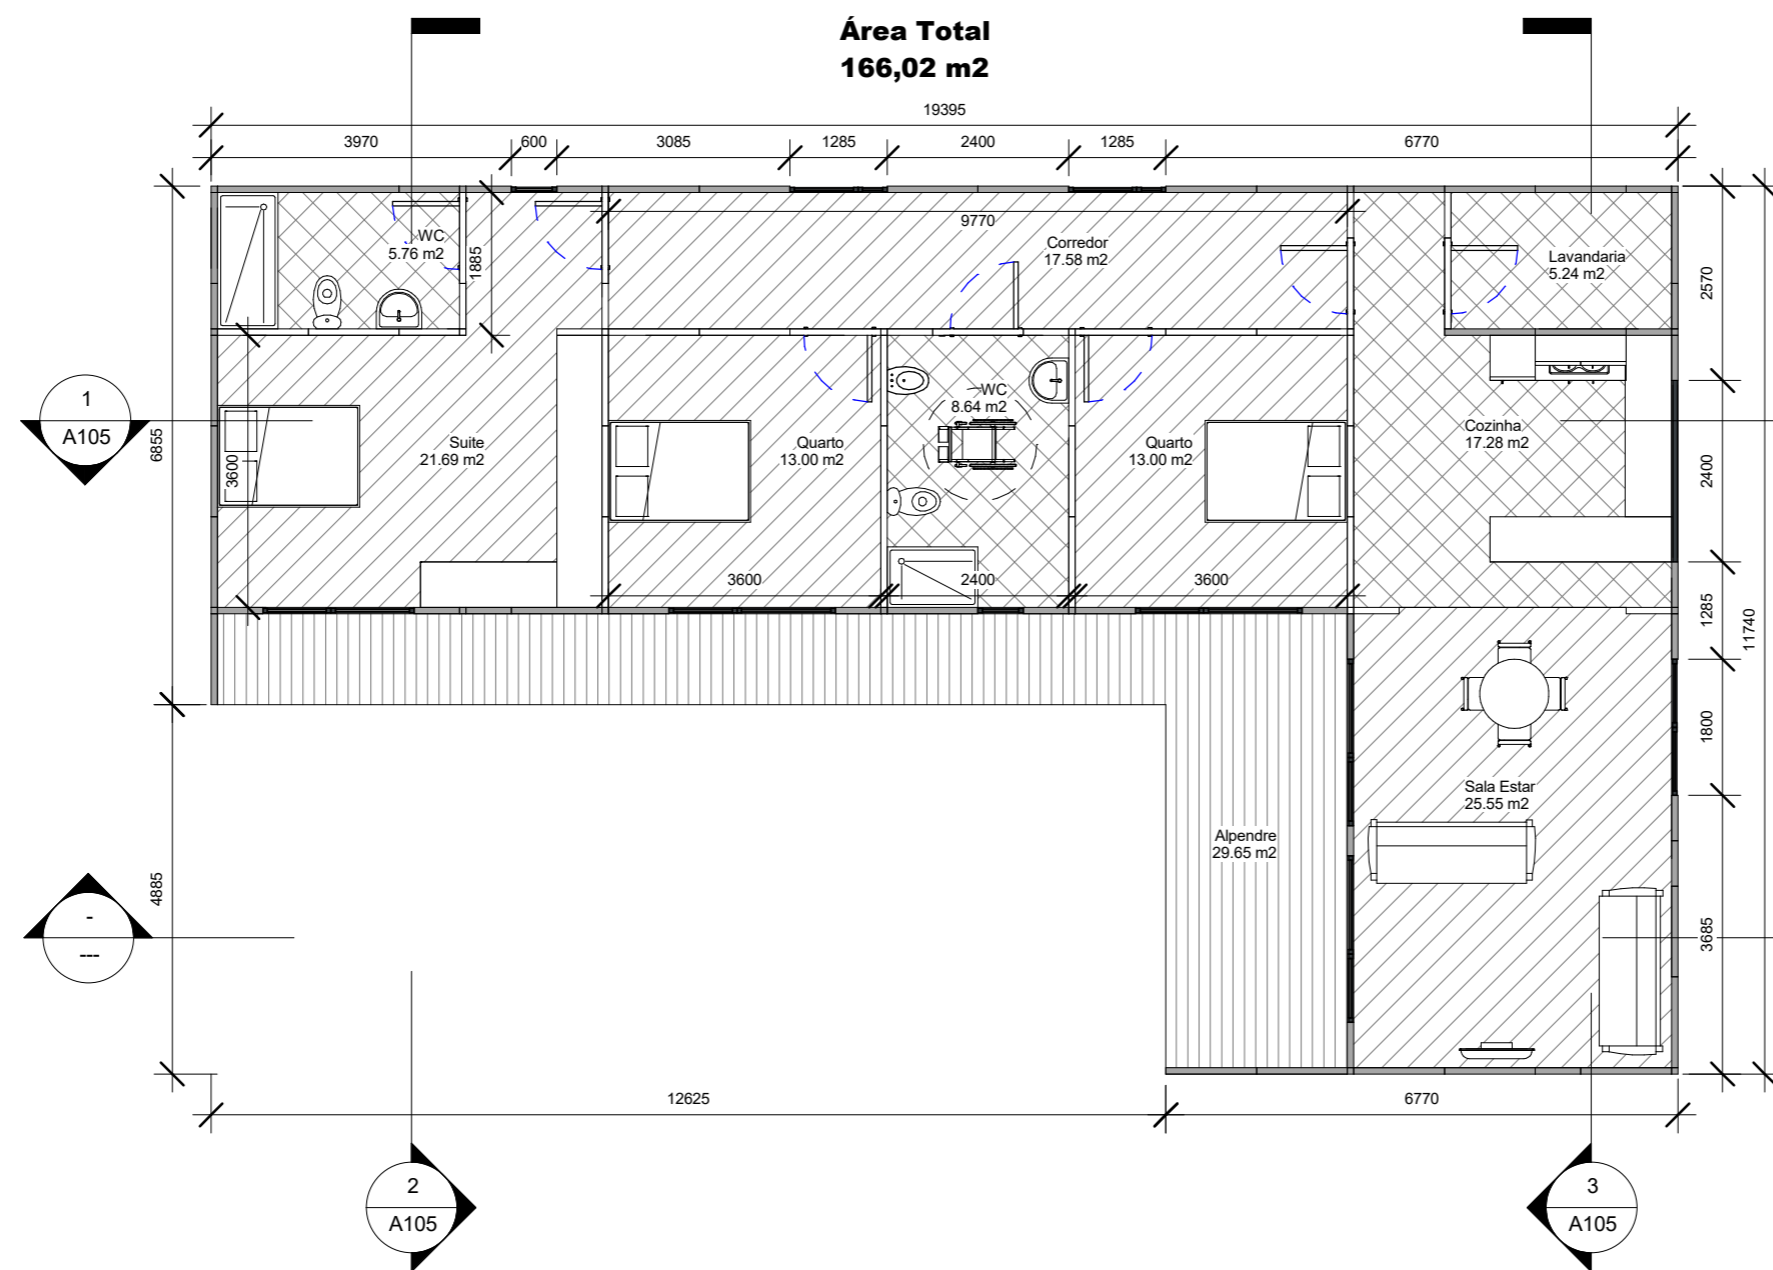 Área Total
166,02 m2
19395
3970
600
3085
1285
2400
1285
6770
9770
WC
5.76 m2
1885
Corredor
17.58 m2
Lavandaria
5.24 m2
2570
1
A105
6855
3600
Suite
21.69 m2
Quarto
13.00 m2
WC
8.64 m2
Quarto
13.00 m2
Cozinha
17.28 m2
2400
3600
2400
3600
1285
11740
1800
Sala Estar
25.55 m2
Alpendre
29.65 m2
4885
-
---
3685
12625
6770
2
A105
3
A105